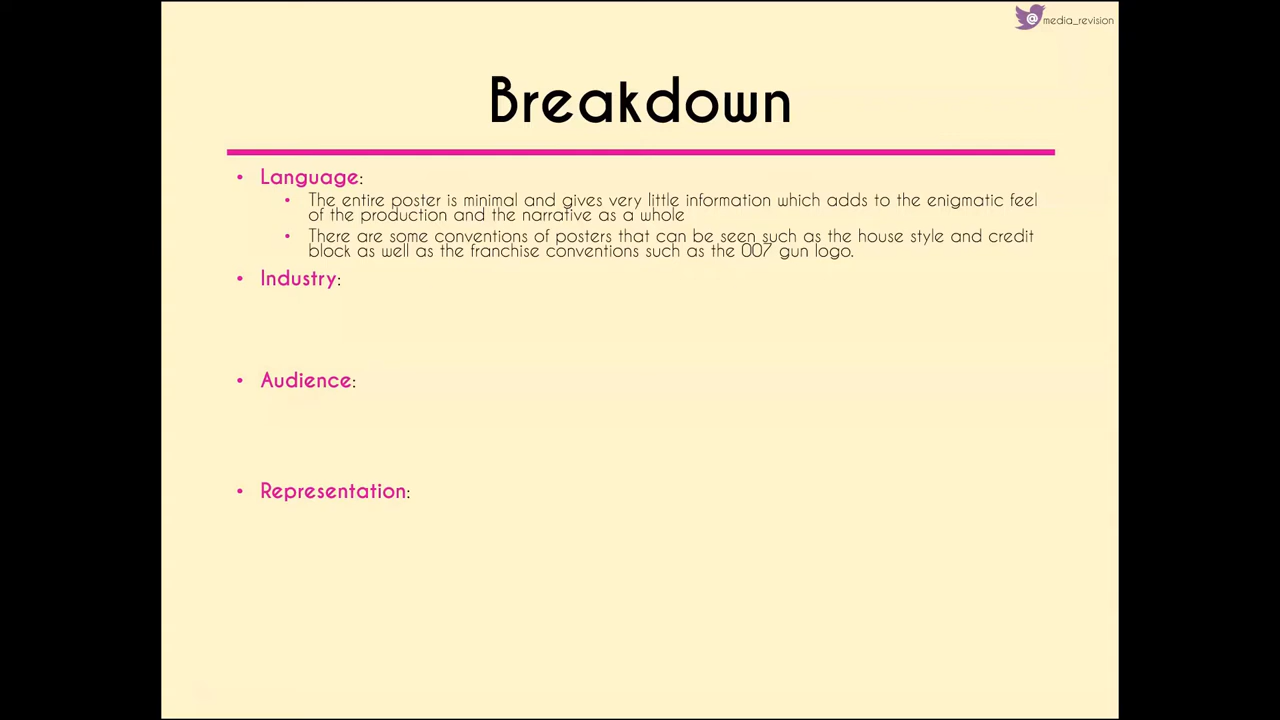 @media_revision
Breakdown
• Language:
• The entire poster is minimal and gives very little information which adds to the enigmatic feel
of the production and the narrative as a whole
• There are some conventions of posters that can be seen such as the house style and credit
block as well as the franchise conventions such as the 007 gun logo.
• Industry:
• Audience:
• Representation: